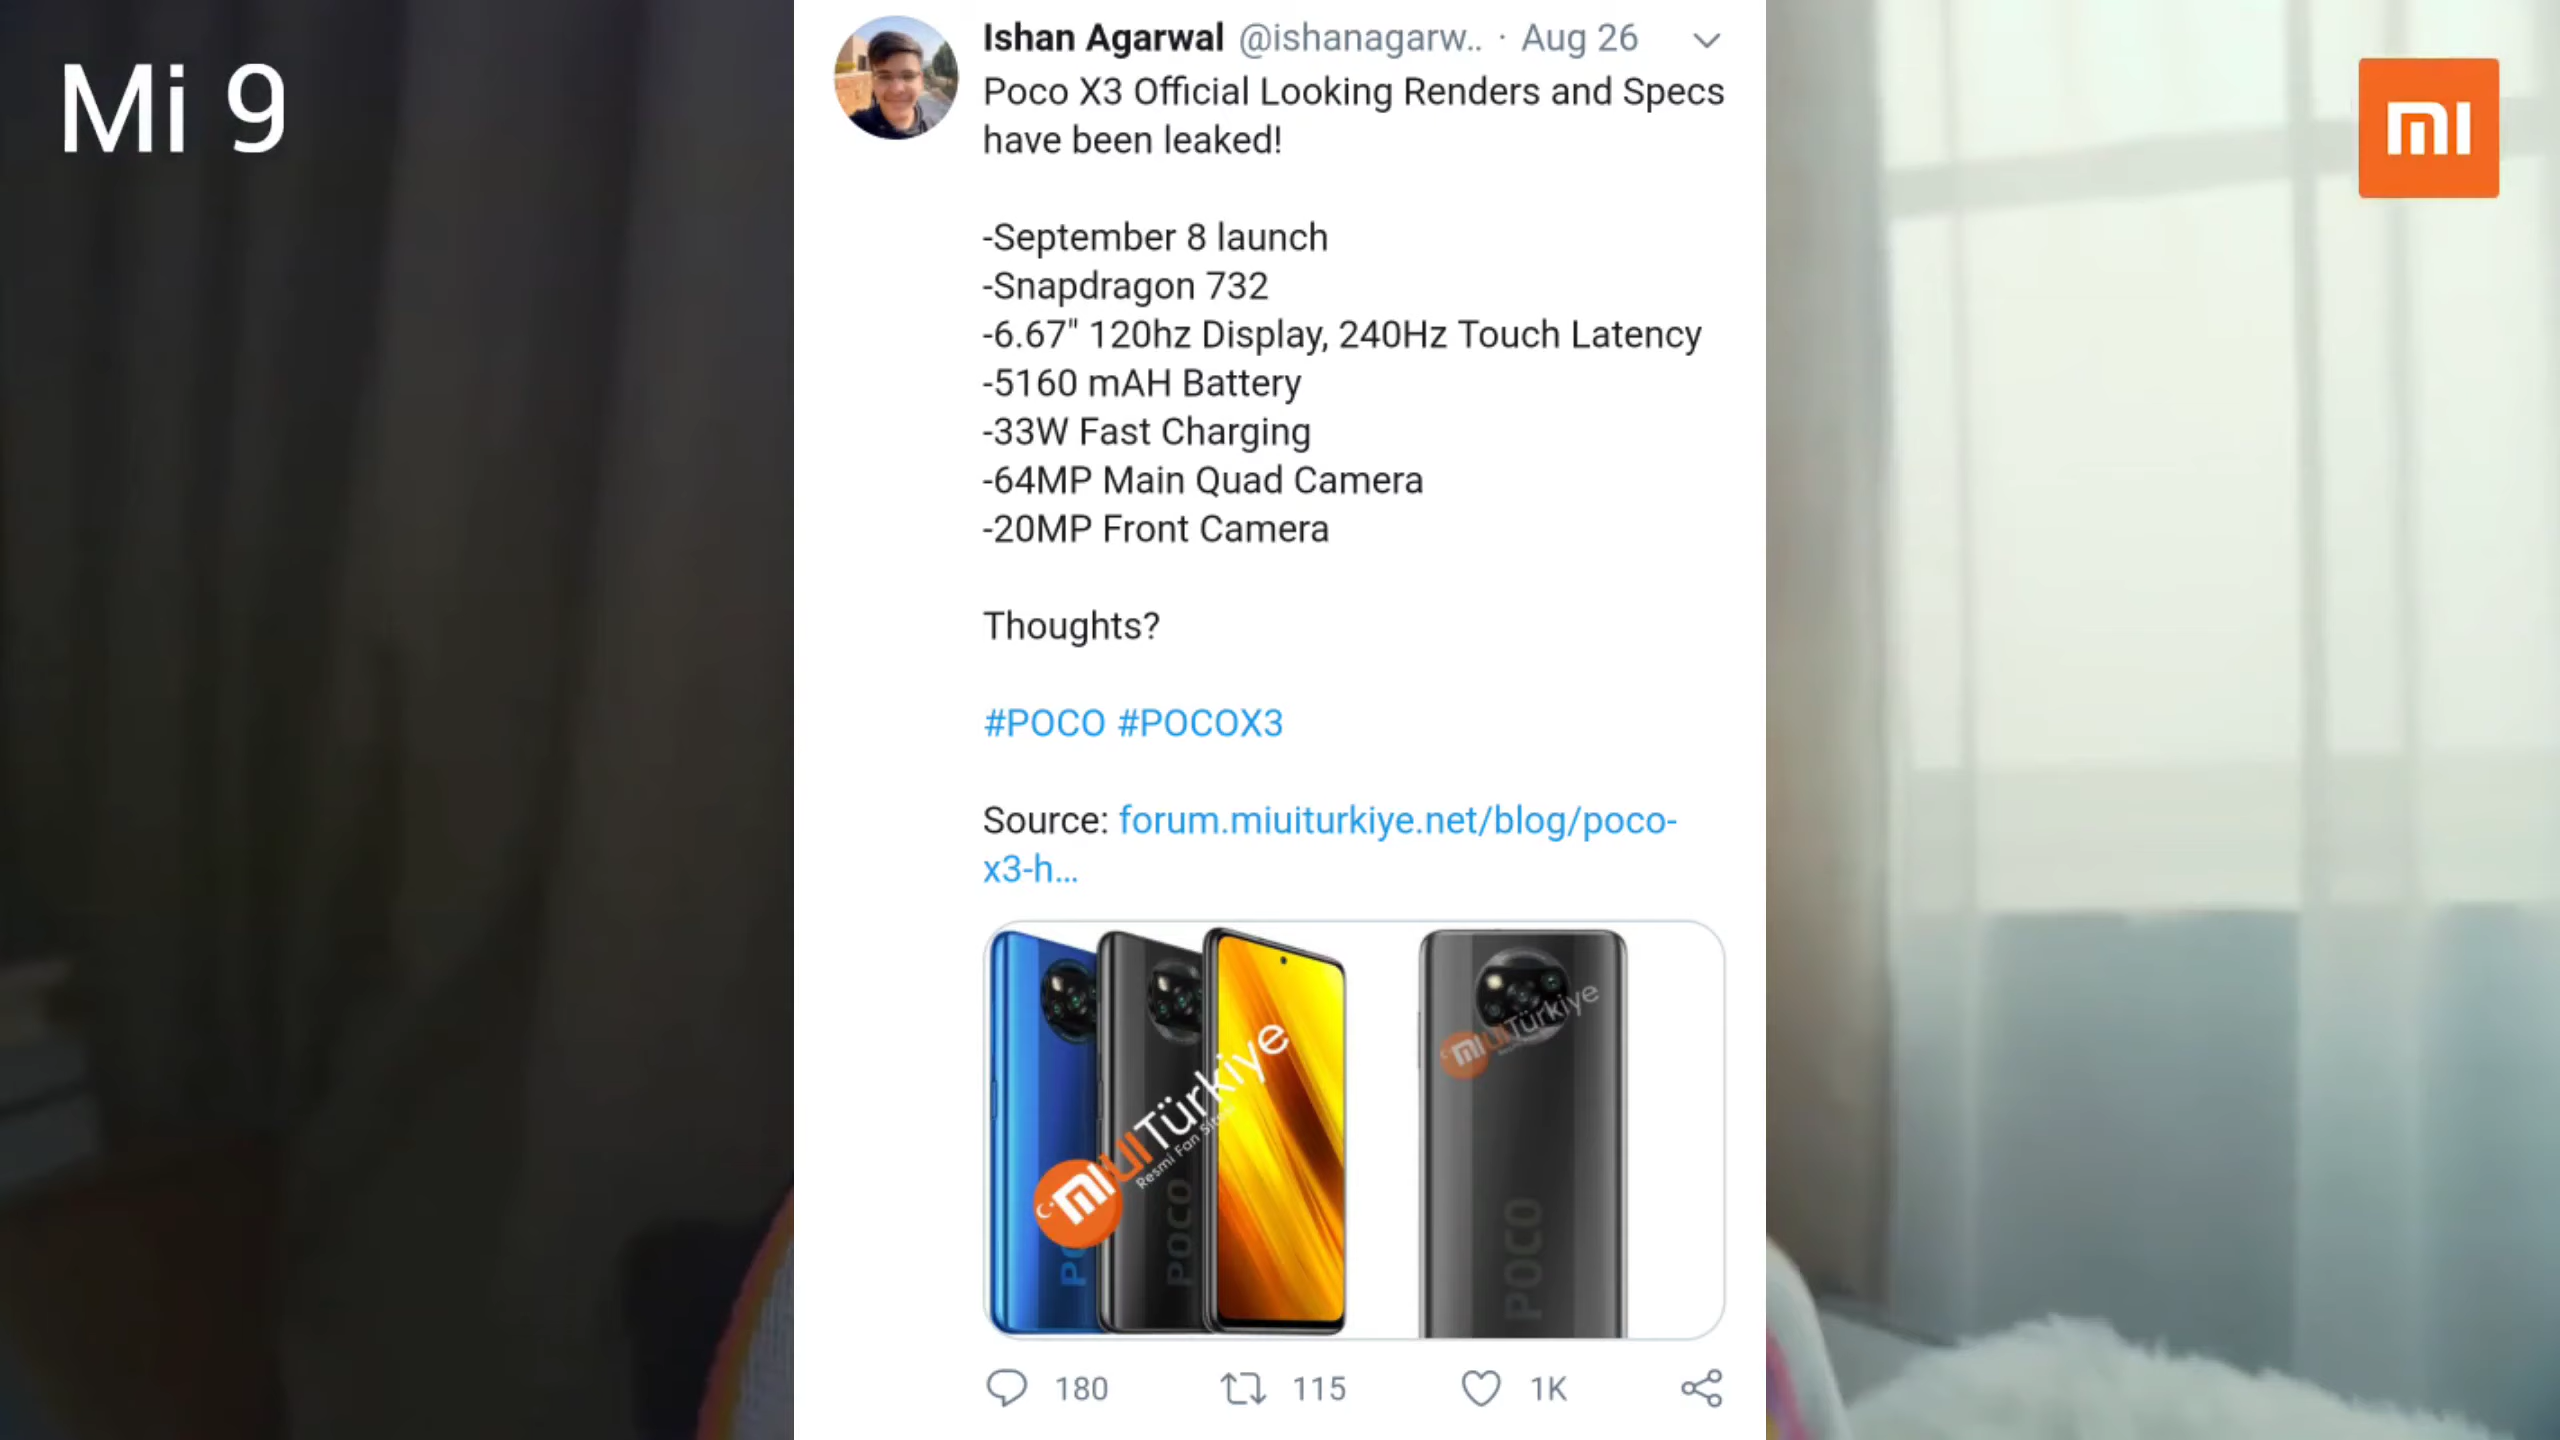 Mi 9
mi
Ishan Agarwal @ishanagarw.. · Aug 26
Poco X3 Official Looking Renders and Specs
have been leaked!
-September 8 launch
-Snapdragon 732
-6.67" 120hz Display, 240Hz Touch Latency
-5160 mAH Battery
-33W Fast Charging
-64MP Main Quad Camera
-20MP Front Camera
Thoughts?
#POCO #POCOX3
Source: forum.miuiturkiye.net/blog/poco-
x3-h...
MIUI Türkiye
Resmi Fan Sitesi
POCO
MIUI Türkiye
POCO
180 115 1K